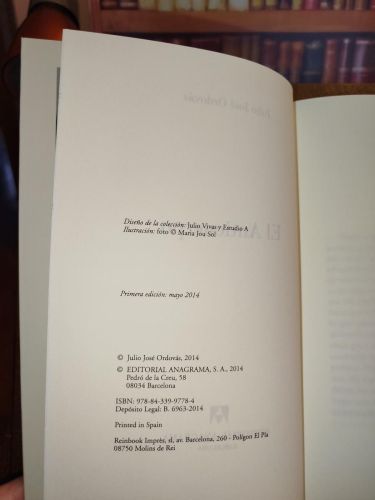 Diseño de la colección: Julio Vivas y Estudio A
Ilustración: foto © Maria Jou Sol
Primera edición: mayo 2014
© Julio José Ordovás, 2014
© EDITORIAL ANAGRAMA, S. A., 2014
Pedró de la Creu, 58
08034 Barcelona
ISBN: 978-84-339-9778-4
Depósito Legal: B. 6963-2014
Printed in Spain
Reinbook Imprès, sl, av. Barcelona, 260 - Polígon El Pla
08750 Molins de Rei